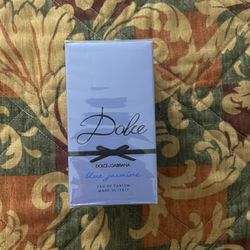 Dolce
DOLCE&GABBANA
blue jasmine
EAU DE PARFUM
MADE IN ITALY